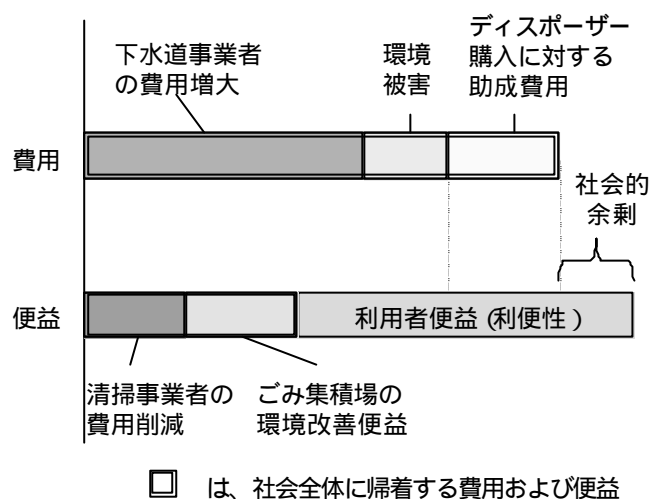 下水道事業者
の費用増大
環境
被害
ディスポーザー
購入に対する
助成費用
費用
社会的
余剰
便益
利用者便益 (利便性 )
清掃事業者の
費用削減
ごみ集積場の
環境改善便益
は、社会全体に帰着する費用および便益